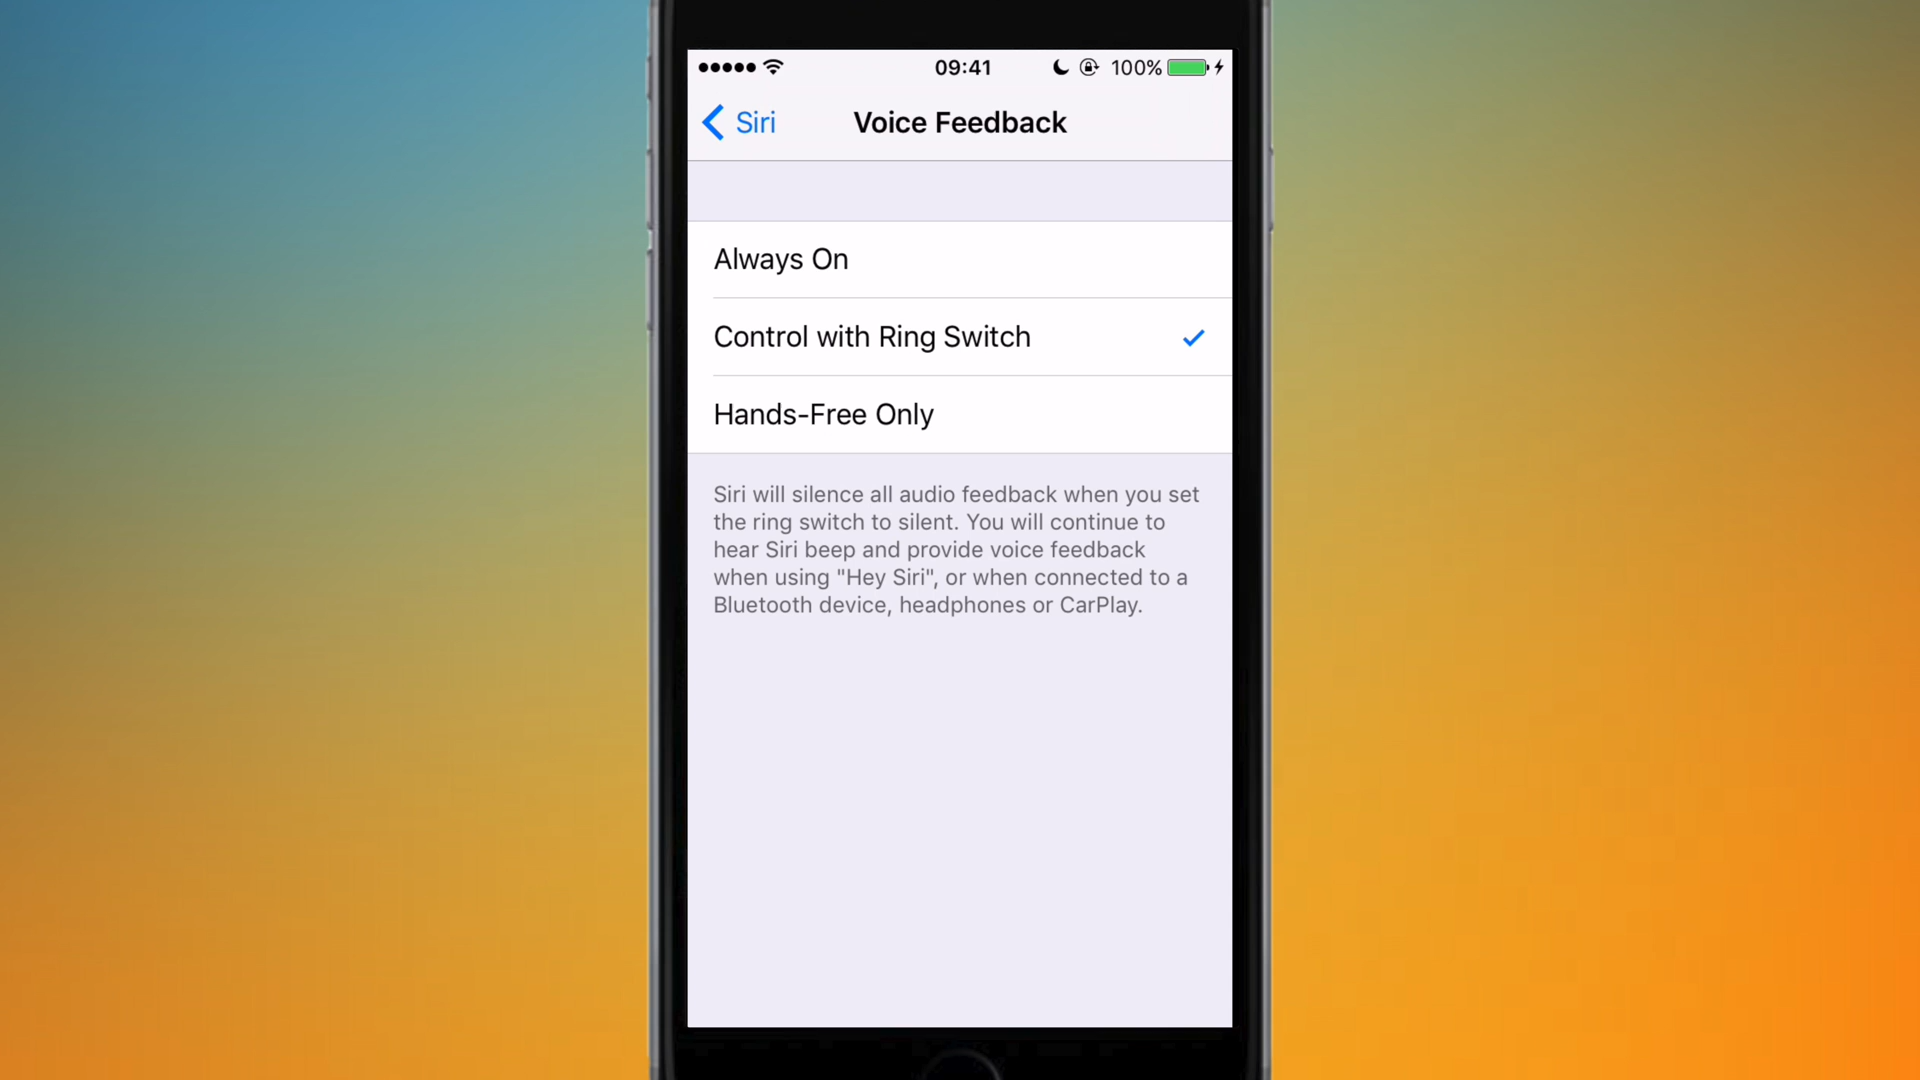 09:41 100%
Siri Voice Feedback
Always On
Control with Ring Switch
Hands-Free Only
Siri will silence all audio feedback when you set
the ring switch to silent. You will continue to
hear Siri beep and provide voice feedback
when using "Hey Siri", or when connected to a
Bluetooth device, headphones or CarPlay.